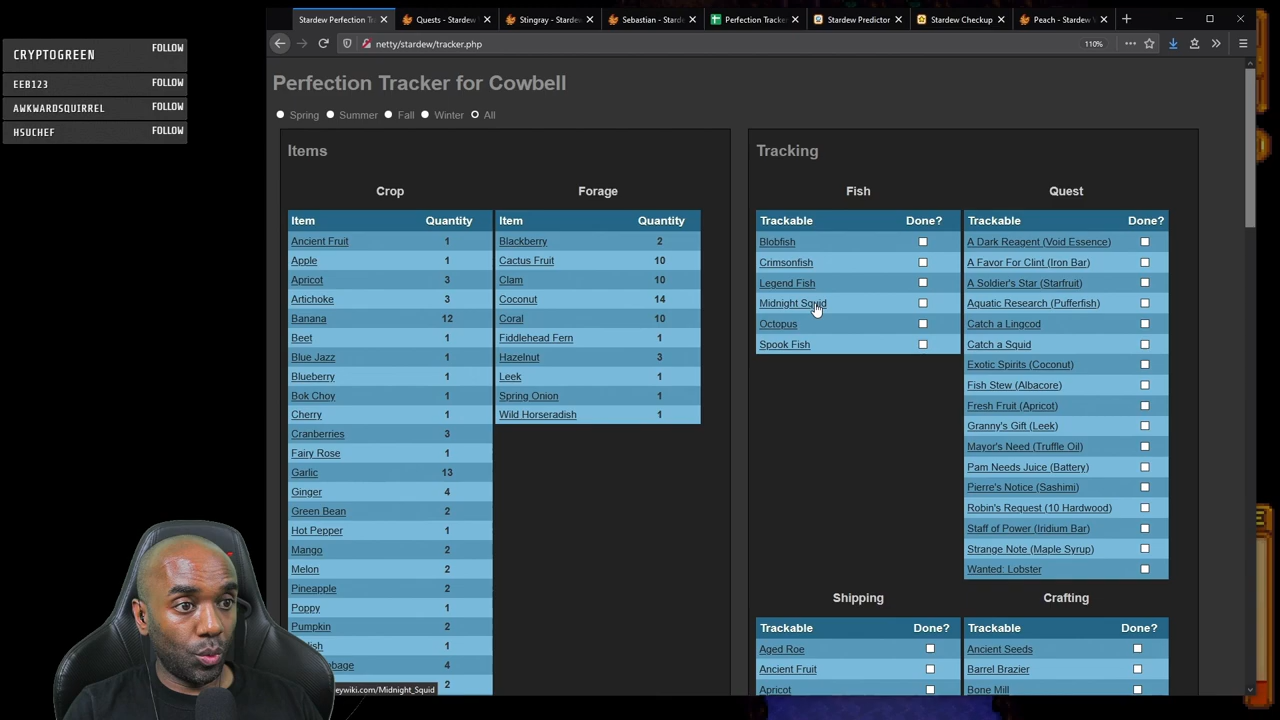 Stardew Perfection Tr
Quests - Stardew
Stingray - Stardew
Sebastian - Starde
Perfection Tracker
Stardew Predictor
Stardew Checkup
Peach - Stardew V
netty/stardew/tracker.php
110%
CRYPTOGREEN FOLLOW
EEB123 FOLLOW
AWKWARDSQUIRREL FOLLOW
HSUCHEF FOLLOW
Perfection Tracker for Cowbell
Spring Summer Fall Winter All
Items
Crop
Item Quantity
Ancient Fruit 1
Apple 1
Apricot 3
Artichoke 3
Banana 12
Beet 1
Blue Jazz 1
Blueberry 1
Bok Choy 1
Cherry 1
Cranberries 3
Fairy Rose 1
Garlic 13
Ginger 4
Green Bean 2
Hot Pepper 1
Mango 2
Melon 2
Pineapple 2
Poppy 1
Pumpkin 2
ish 1
bbage 4
2
Forage
Item Quantity
Blackberry 2
Cactus Fruit 10
Clam 10
Coconut 14
Coral 10
Fiddlehead Fern 1
Hazelnut 3
Leek 1
Spring Onion 1
Wild Horseradish 1
Tracking
Fish
Trackable Done?
Blobfish
Crimsonfish
Legend Fish
Midnight Squid
Octopus
Spook Fish
Quest
Trackable Done?
A Dark Reagent (Void Essence)
A Favor For Clint (Iron Bar)
A Soldier's Star (Starfruit)
Aquatic Research (Pufferfish)
Catch a Lingcod
Catch a Squid
Exotic Spirits (Coconut)
Fish Stew (Albacore)
Fresh Fruit (Apricot)
Granny's Gift (Leek)
Mayor's Need (Truffle Oil)
Pam Needs Juice (Battery)
Pierre's Notice (Sashimi)
Robin's Request (10 Hardwood)
Staff of Power (Iridium Bar)
Strange Note (Maple Syrup)
Wanted: Lobster
Shipping
Trackable Done?
Aged Roe
Ancient Fruit
Apricot
Crafting
Trackable Done?
Ancient Seeds
Barrel Brazier
Bone Mill
eywiki.com/Midnight_Squid